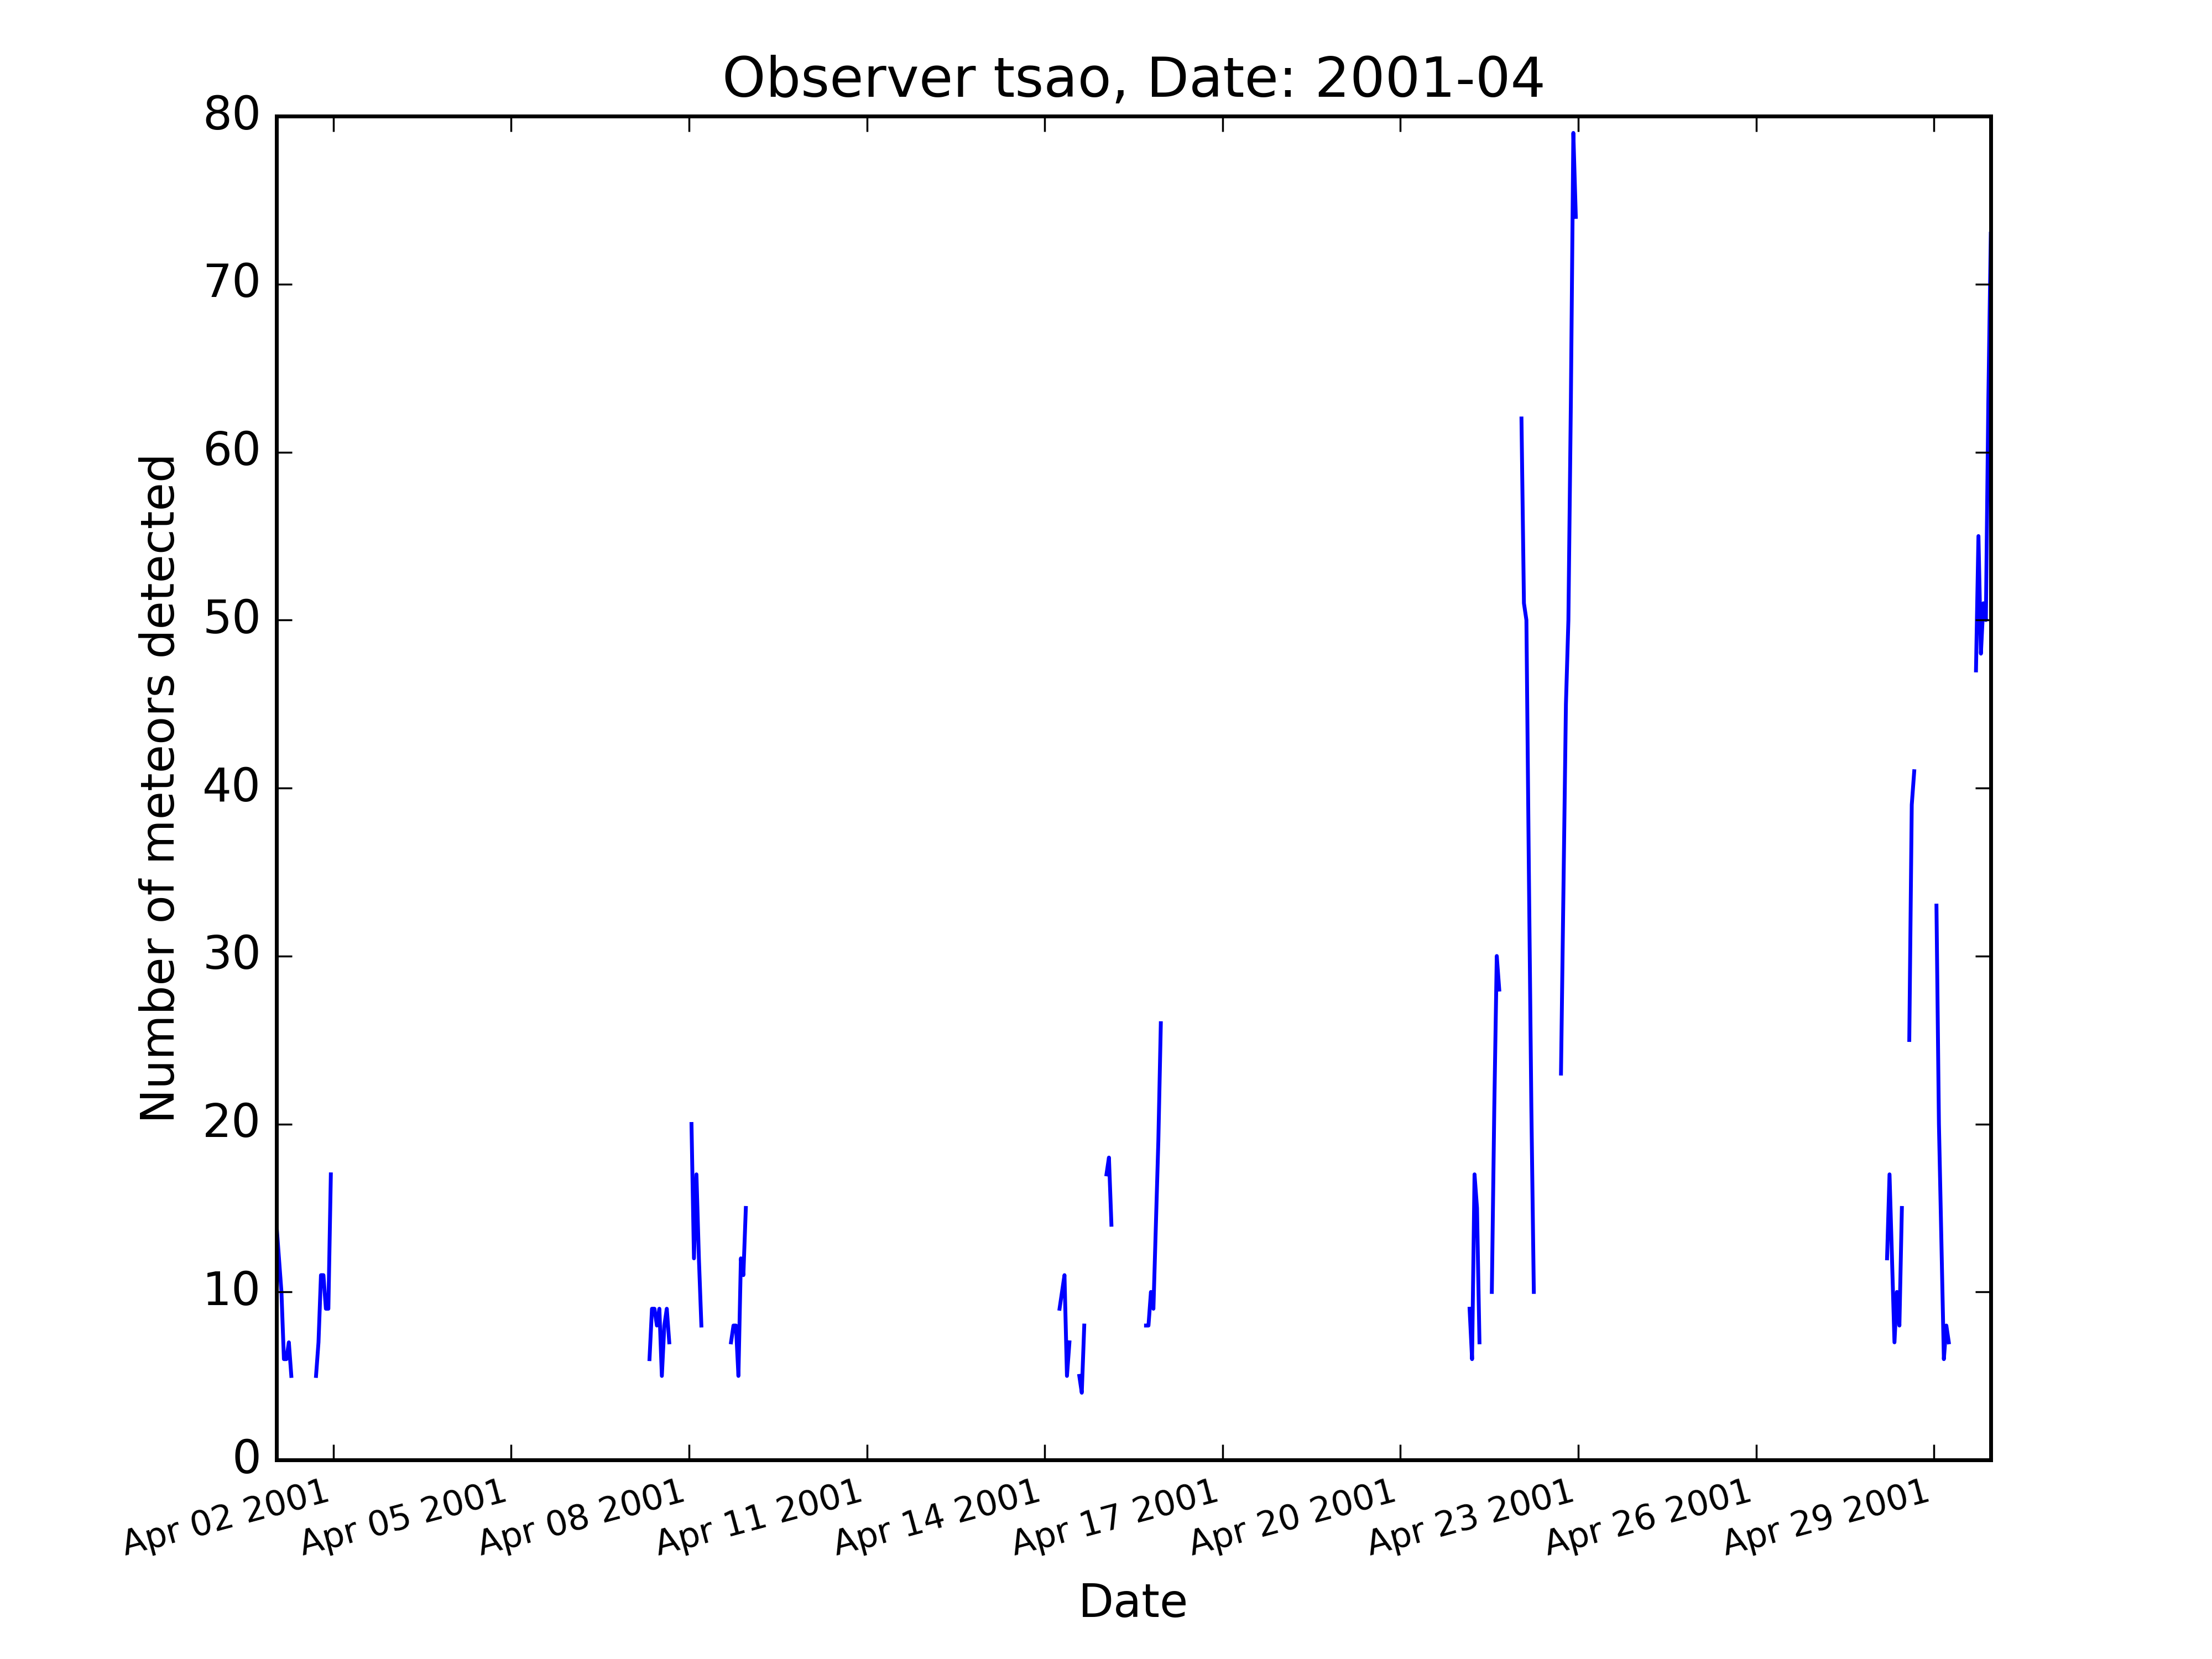 Observer tsao, Date: 2001-04
80
70
60
50
40
30
20
10
0
Number of meteors detected
Apr 02 2001
Apr 05 2001
Apr 08 2001
Apr 11 2001
Apr 14 2001
Apr 17 2001
Apr 20 2001
Apr 23 2001
Apr 26 2001
Apr 29 2001
Date